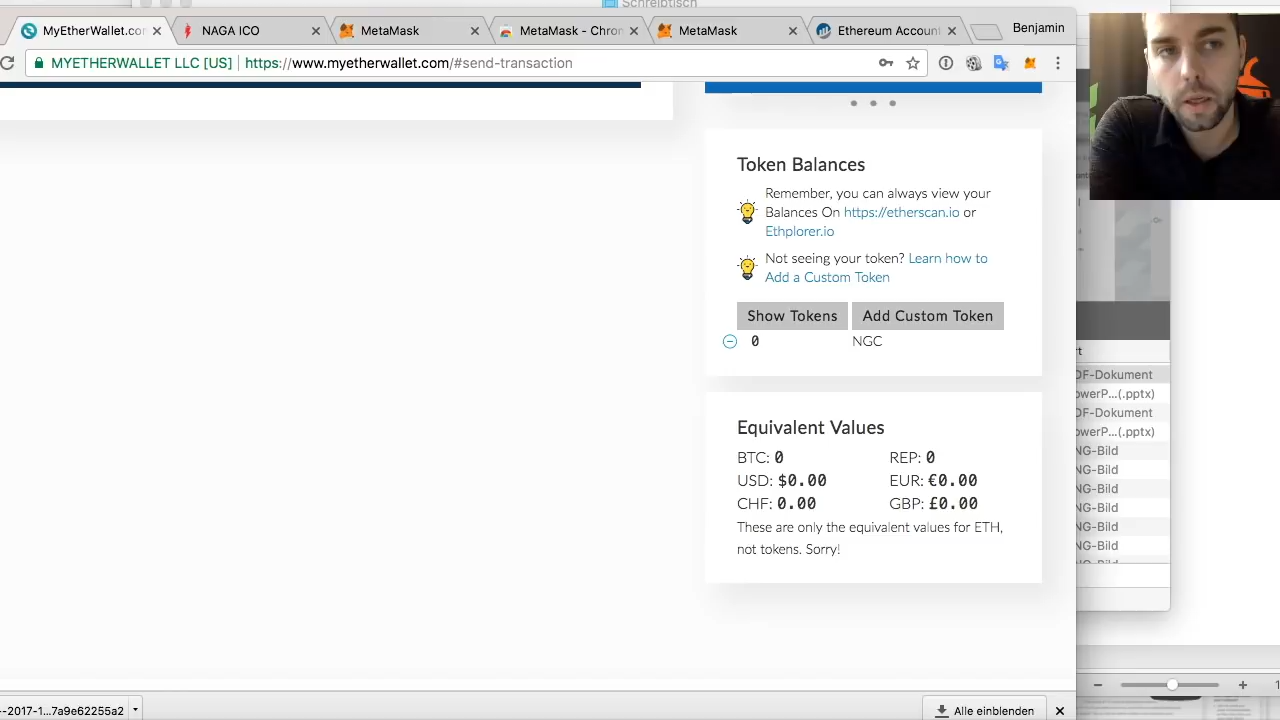 Schreibtisch
MyEtherWallet.co
NAGA ICO
MetaMask
MetaMask - Chron
MetaMask
Ethereum Accoun
Benjamin
MYETHERWALLET LLC [US]
https://www.myetherwallet.com/#send-transaction
Token Balances
Remember, you can always view your
Balances On https://etherscan.io or
Ethplorer.io
Not seeing your token? Learn how to
Add a Custom Token
Show Tokens
Add Custom Token
0 NGC
Equivalent Values
BTC: 0 REP: 0
USD: $0.00 EUR: €0.00
CHF: 0.00 GBP: £0.00
These are only the equivalent values for ETH,
not tokens. Sorry!
rt
DF-Dokument
owerP...(.pptx)
DF-Dokument
owerP...(.pptx)
NG-Bild
NG-Bild
NG-Bild
NG-Bild
NG-Bild
NG-Bild
--2017-1...7a9e62255a2
Alle einblenden